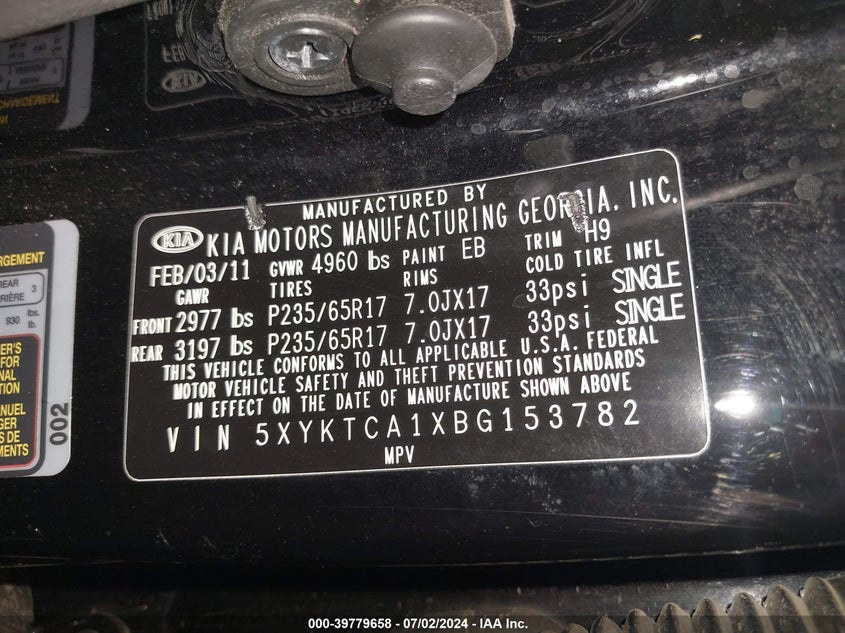 MANUFACTURED BY
KIA KIA MOTORS MANUFACTURING GEORGIA, INC.
FEB/03/11 GVWR 4960 lbs PAINT EB TRIM H9
GAWR TIRES RIMS COLD TIRE INFL
FRONT 2977 lbs P235/65R17 7.0JX17 33psi SINGLE
REAR 3197 lbs P235/65R17 7.0JX17 33psi SINGLE
THIS VEHICLE CONFORMS TO ALL APPLICABLE U.S.A. FEDERAL
MOTOR VEHICLE SAFETY AND THEFT PREVENTION STANDARDS
IN EFFECT ON THE DATE OF MANUFACTURE SHOWN ABOVE
VIN 5XYKTCA1XBG153782
MPV
002
000-39779658 - 07/02/2024 - IAA Inc.